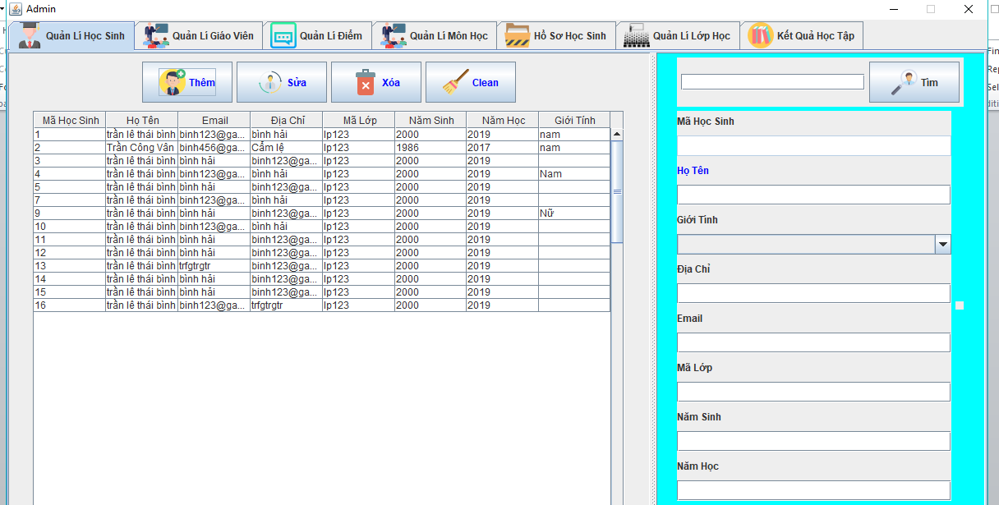 Admin
Quản Lí Học Sinh Quản Lí Giáo Viên Quản Lí Điểm Quản Lí Môn Học Hồ Sơ Học Sinh Quản Lí Lớp Học Kết Quả Học Tập
Thêm Sửa Xóa Clean
Mã Học Sinh Họ Tên Email Địa Chỉ Mã Lớp Năm Sinh Năm Học Giới Tính
1 trần lê thái bình binh123@ga... bình hải lp123 2000 2019 nam
2 Trần Công Vân binh456@ga... Cẩm lệ lp123 1986 2017 nam
3 trần lê thái bình bình hải binh123@ga... lp123 2000 2019
4 trần lê thái bình binh123@ga... bình hải lp123 2000 2019 Nam
5 trần lê thái bình bình hải binh123@ga... lp123 2000 2019
7 trần lê thái bình binh123@ga... bình hải lp123 2000 2019
9 trần lê thái bình bình hải binh123@ga... lp123 2000 2019 Nữ
10 trần lê thái bình binh123@ga... bình hải lp123 2000 2019
11 trần lê thái bình bình hải binh123@ga... lp123 2000 2019
12 trần lê thái bình bình hải binh123@ga... lp123 2000 2019
13 trần lê thái bình trfgtrgtr binh123@ga... lp123 2000 2019
14 trần lê thái bình bình hải binh123@ga... lp123 2000 2019
15 trần lê thái bình bình hải binh123@ga... lp123 2000 2019
16 trần lê thái bình binh123@ga... trfgtrgtr lp123 2000 2019
Tìm
Mã Học Sinh
Họ Tên
Giới Tính
Địa Chỉ
Email
Mã Lớp
Năm Sinh
Năm Học